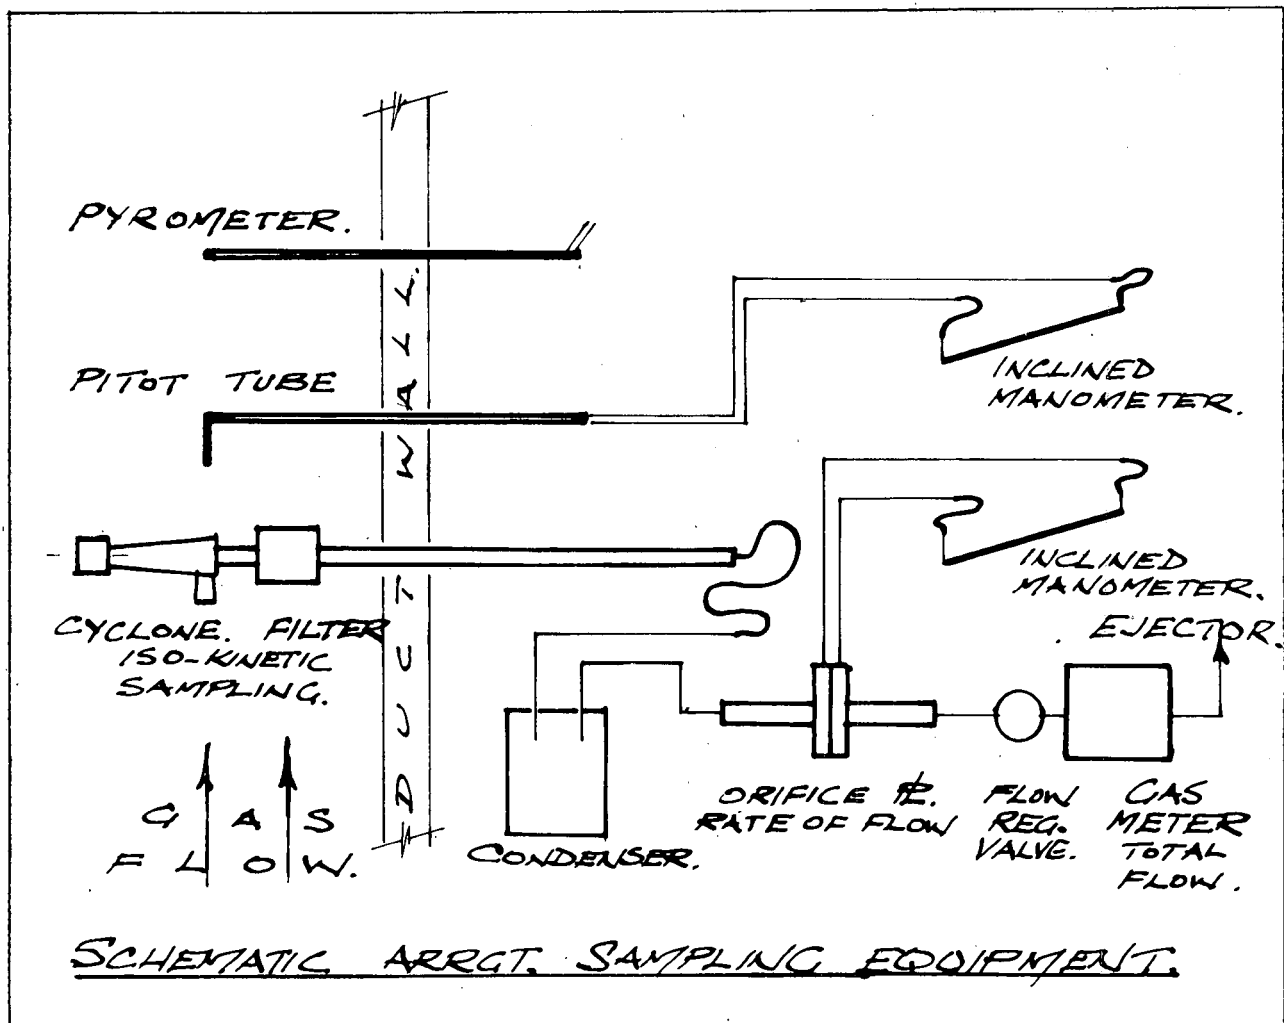 PYROMETER.
PITOT TUBE
DUCT WALL.
INCLINED
MANOMETER.
INCLINED
MANOMETER.
CYCLONE. FILTER
ISO-KINETIC
SAMPLING.
EJECTOR.
GAS
FLOW.
CONDENSER.
ORIFICE PL.
RATE OF FLOW
FLOW
REG.
VALVE.
GAS
METER
TOTAL
FLOW.
SCHEMATIC ARRGT. SAMPLING EQUIPMENT.